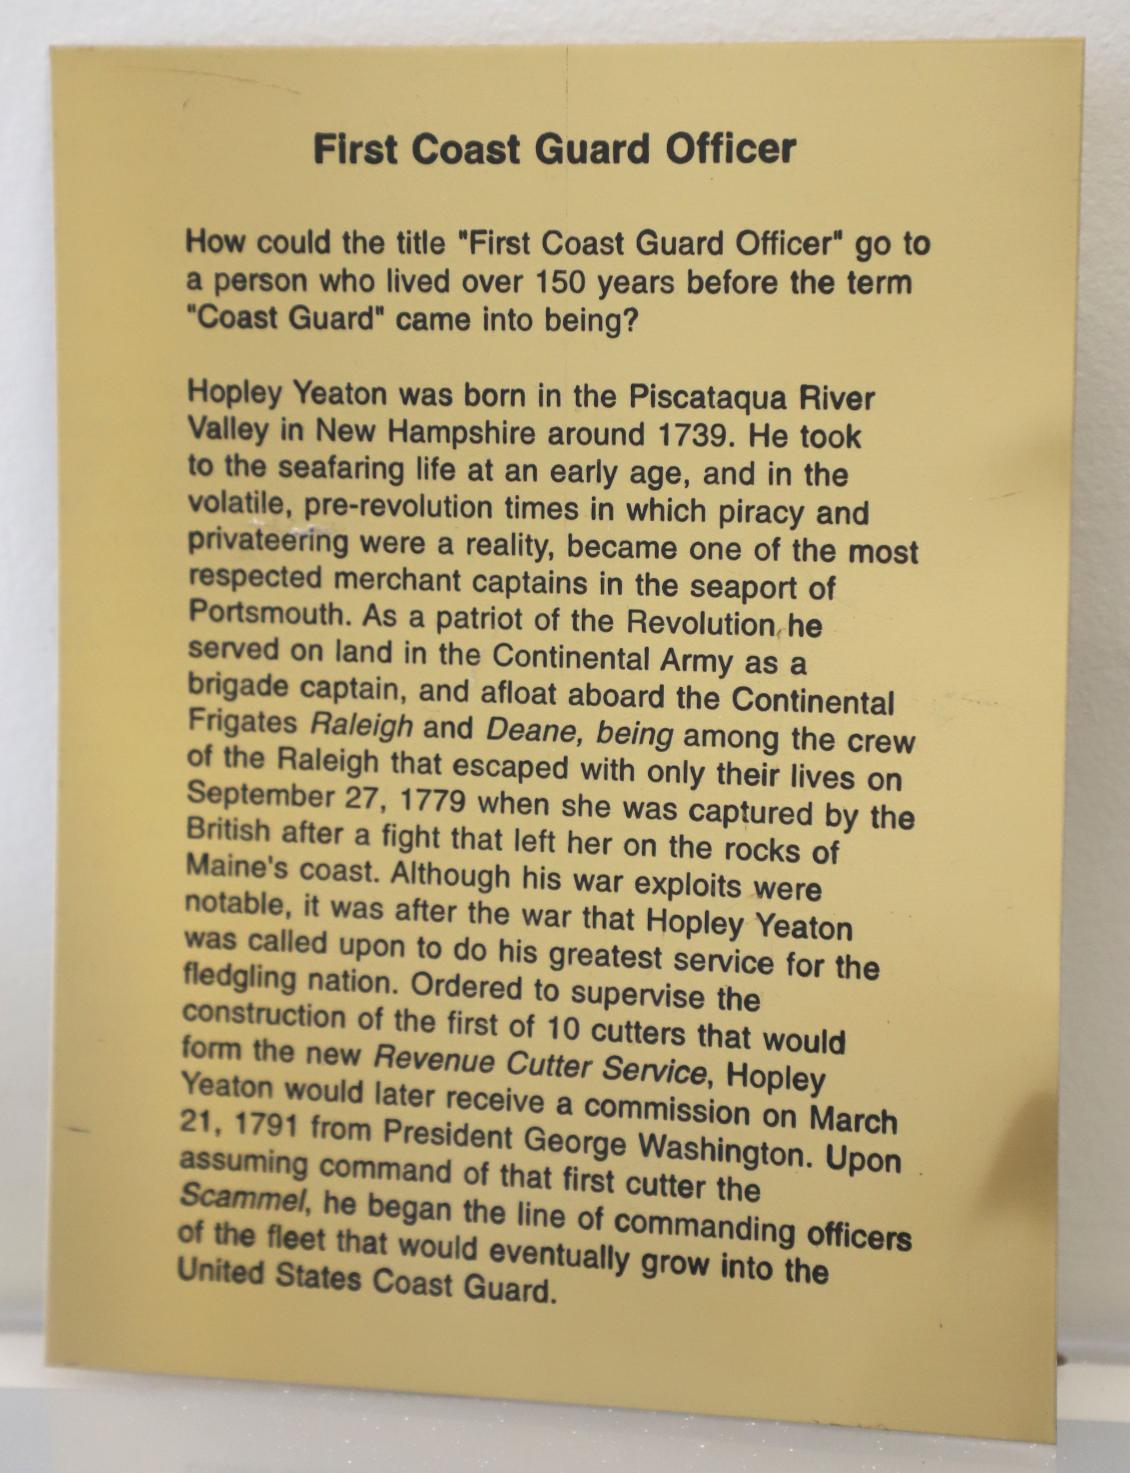 First Coast Guard Officer
How could the title "First Coast Guard Officer" go to
a person who lived over 150 years before the term
"Coast Guard" came into being?
Hopley Yeaton was born in the Piscataqua River
Valley in New Hampshire around 1739. He took
to the seafaring life at an early age, and in the
volatile, pre-revolution times in which piracy and
privateering were a reality, became one of the most
respected merchant captains in the seaport of
Portsmouth. As a patriot of the Revolution he
served on land in the Continental Army as a
brigade captain, and afloat aboard the Continental
Frigates Raleigh and Deane, being among the crew
of the Raleigh that escaped with only their lives on
September 27, 1779 when she was captured by the
British after a fight that left her on the rocks of
Maine's coast. Although his war exploits were
notable, it was after the war that Hopley Yeaton
was called upon to do his greatest service for the
fledgling nation. Ordered to supervise the
construction of the first of 10 cutters that would
form the new Revenue Cutter Service, Hopley
Yeaton would later receive a commission on March
21, 1791 from President George Washington. Upon
assuming command of that first cutter the
Scammel, he began the line of commanding officers
of the fleet that would eventually grow into the
United States Coast Guard.